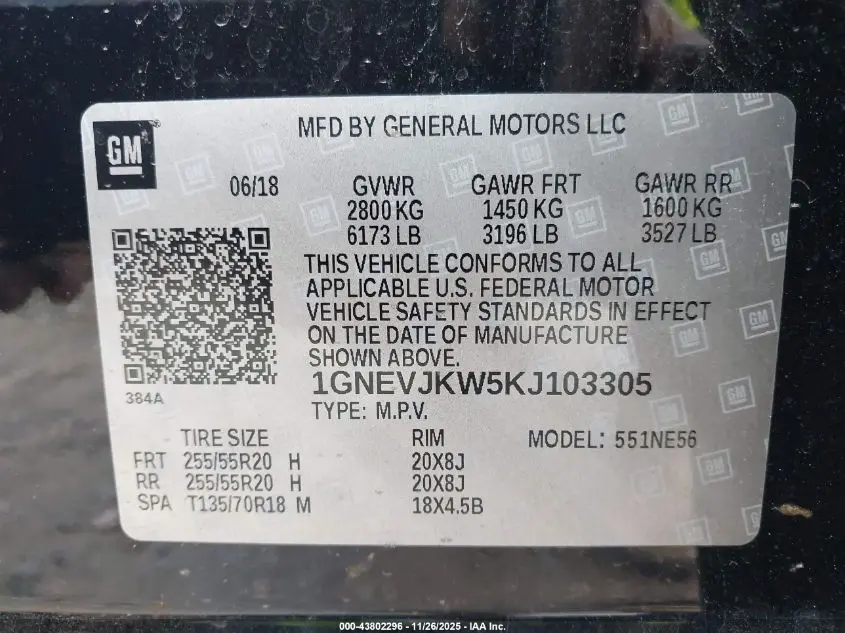 GM
MFD BY GENERAL MOTORS LLC
06/18 GVWR GAWR FRT GAWR RR
2800 KG 1450 KG 1600 KG
6173 LB 3196 LB 3527 LB
THIS VEHICLE CONFORMS TO ALL
APPLICABLE U.S. FEDERAL MOTOR
VEHICLE SAFETY STANDARDS IN EFFECT
ON THE DATE OF MANUFACTURE
SHOWN ABOVE.
384A
1GNEVJKW5KJ103305
TYPE: M.P.V.
TIRE SIZE RIM MODEL: 551NE56
FRT 255/55R20 H 20X8J
RR 255/55R20 H 20X8J
SPA T135/70R18 M 18X4.5B
000-43802296 - 11/26/2025 - IAA Inc.